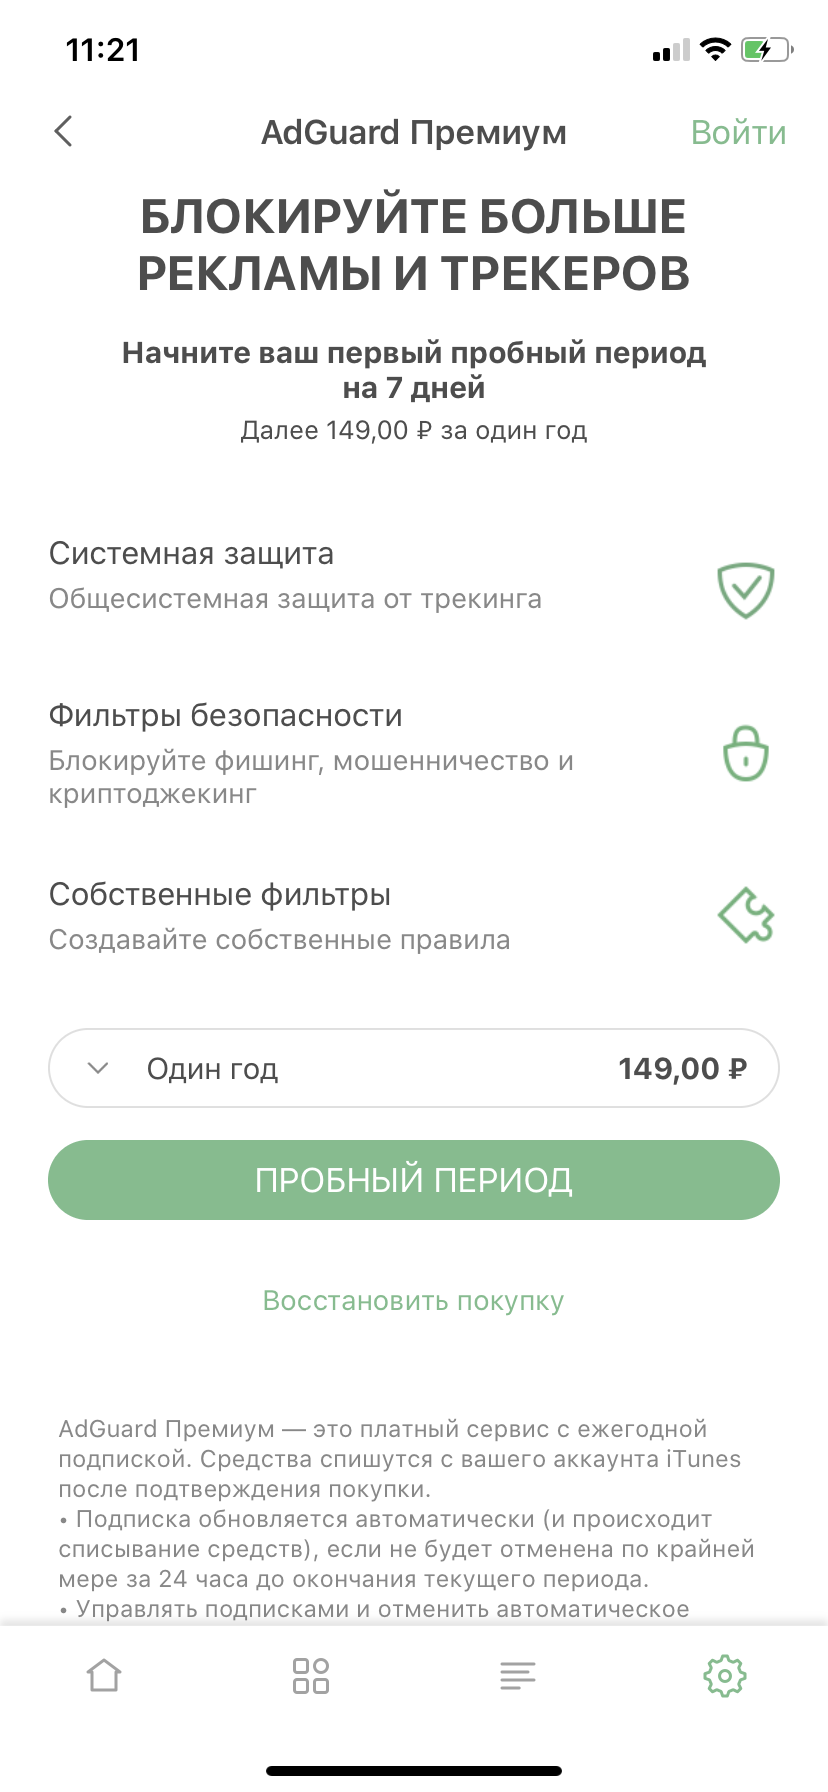 11:21
AdGuard Премиум
Войти
БЛОКИРУЙТЕ БОЛЬШЕ
РЕКЛАМЫ И ТРЕКЕРОВ
Начните ваш первый пробный период
на 7 дней
Далее 149,00 ₽ за один год
Системная защита
Общесистемная защита от трекинга
Фильтры безопасности
Блокируйте фишинг, мошенничество и
криптоджекинг
Собственные фильтры
Создавайте собственные правила
Один год
149,00 ₽
ПРОБНЫЙ ПЕРИОД
Восстановить покупку
AdGuard Премиум — это платный сервис с ежегодной
подпиской. Средства спишутся с вашего аккаунта iTunes
после подтверждения покупки.
• Подписка обновляется автоматически (и происходит
списывание средств), если не будет отменена по крайней
мере за 24 часа до окончания текущего периода.
• Управлять подписками и отменить автоматическое